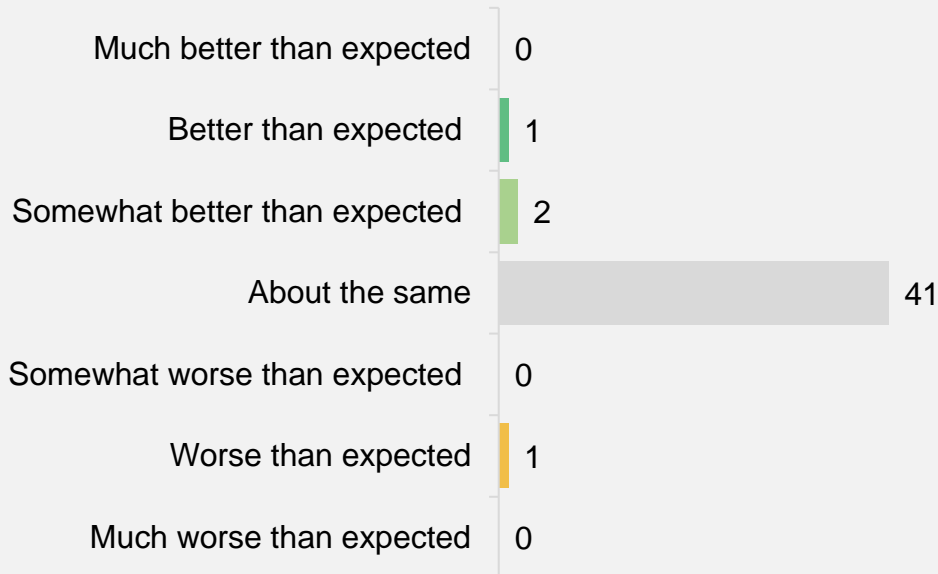 Much better than expected 0
Better than expected 1
Somewhat better than expected 2
About the same 41
Somewhat worse than expected 0
Worse than expected 1
Much worse than expected 0